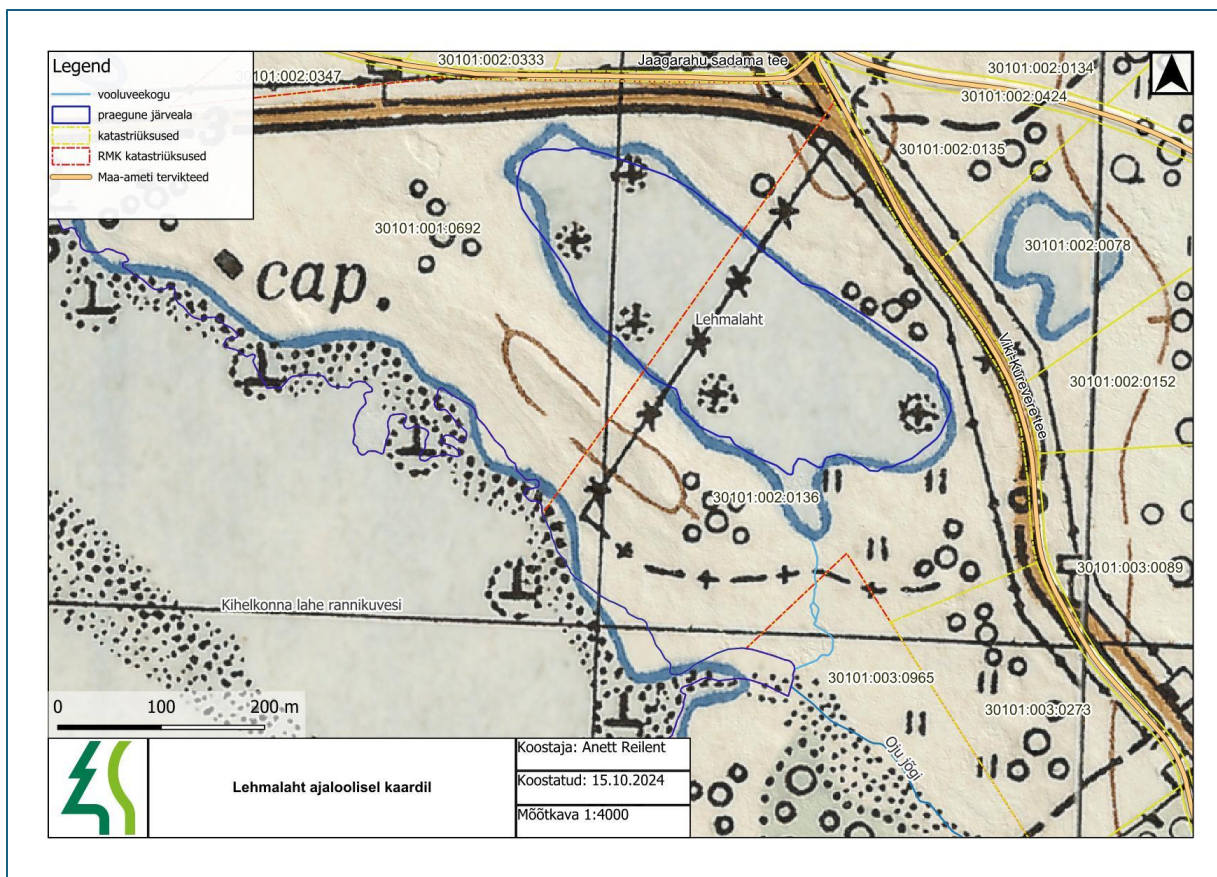 Legend
vooluveekogu
praegune järveala
katastriüksused
RMK katastriüksused
Maa-ameti tervikteed
30101:002:0347
30101:002:0333
Jaagarahu sadama tee
30101:002:0134
30101:002:0424
3
30101:002:0135
30101:001:0692
30101:002:0078
cap.
Lehmalaht
Viki-Kurevere tee
30101:002:0152
30101:002:0136
30101:003:0089
Kihelkonna lahe rannikuvesi
30101:003:0965
30101:003:0273
0 100 200 m
Oju jõgi
Lehmalaht ajaloolisel kaardil
Koostaja: Anett Reilent
Koostatud: 15.10.2024
Mõõtkava 1:4000